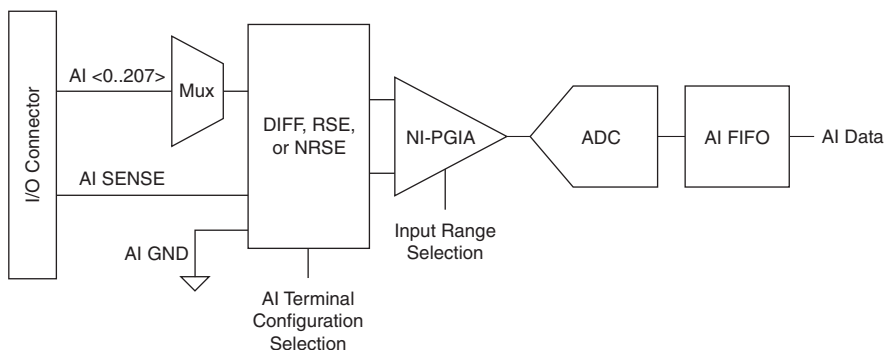 I/O Connector
AI <0..207>
Mux
DIFF, RSE,
or NRSE
NI-PGIA
ADC
AI FIFO
AI Data
AI SENSE
AI GND
Input Range
Selection
AI Terminal
Configuration
Selection